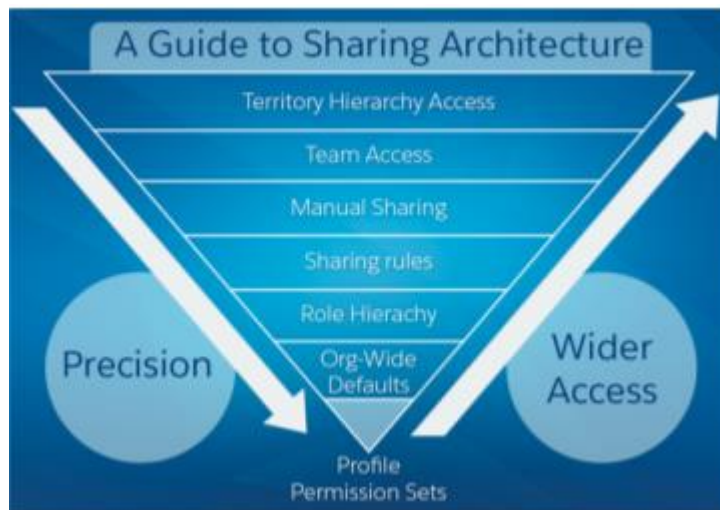 A Guide to Sharing Architecture
Territory Hierarchy Access
Team Access
Manual Sharing
Sharing rules
Role Hierachy
Org-Wide
Defaults
Precision
Wider
Access
Profile
Permission Sets